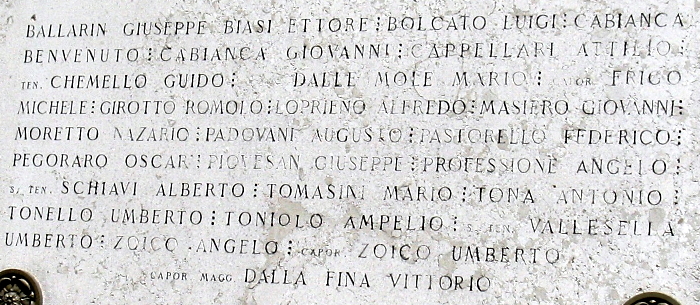 BALLARIN GIUSEPPE BIASI ETTORE⋮BOLCATO LUIGI⋮CABIANCA
BENVENUTO⋮CABIANCA GIOVANNI⋮CAPPELLARI ATTILIO⋮
TEN. CHEMELLO GUIDO⋮ DALLE MOLE MARIO⋮ CAPOR. FRIGO
MICHELE⋮GIROTTO ROMOLO⋮LOPRIENO ALFREDO⋮MASIERO GIOVANNI⋮
MORETTO NAZARIO⋮PADOVANI AUGUSTO⋮PASTORELLO FEDERICO⋮
PEGORARO OSCAR⋮PIOVESAN GIUSEPPE⋮PROFESSIONE ANGELO⋮
S. TEN. SCHIAVI ALBERTO⋮TOMASINI MARIO⋮TONA ANTONIO⋮
TONELLO UMBERTO⋮TONIOLO AMPELIO⋮S. TEN. VALLESELLA
UMBERTO⋮ZOICO ANGELO⋮CAPOR. ZOICO UMBERTO
CAPOR. MAGG. DALLA FINA VITTORIO